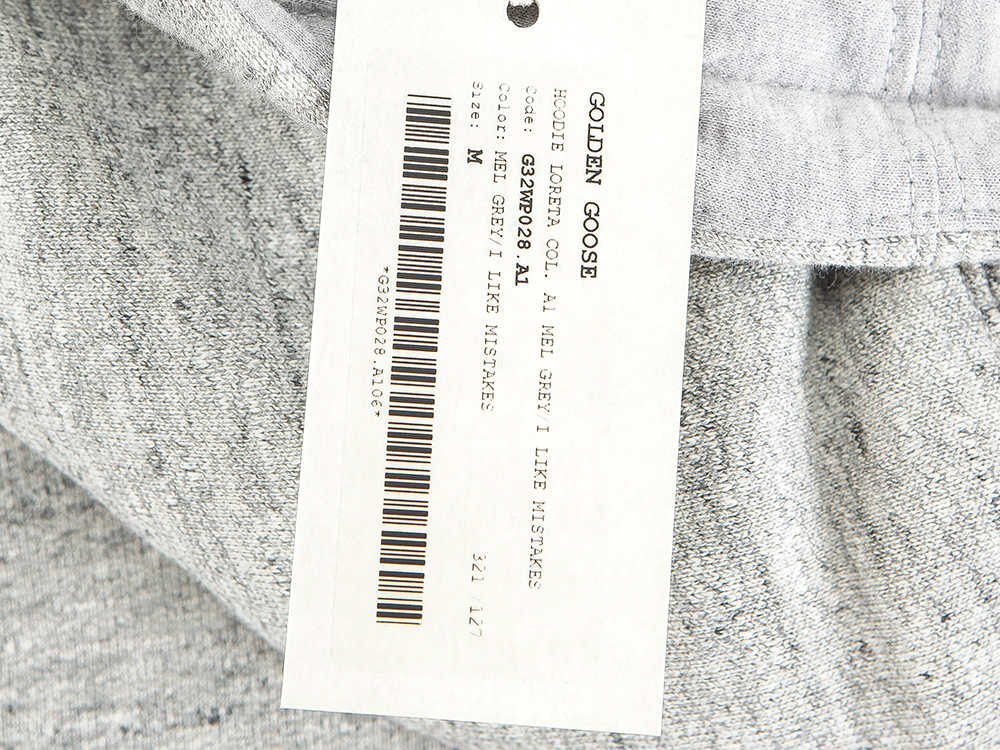 GOLDEN GOOSE
HOODIE LORETA COL. A1 MEL GREY/I LIKE MISTAKES
Code: G32WP028.A1
Color: MEL GREY/I LIKE MISTAKES
Size: M
321 /127
*G32WP028.A106*